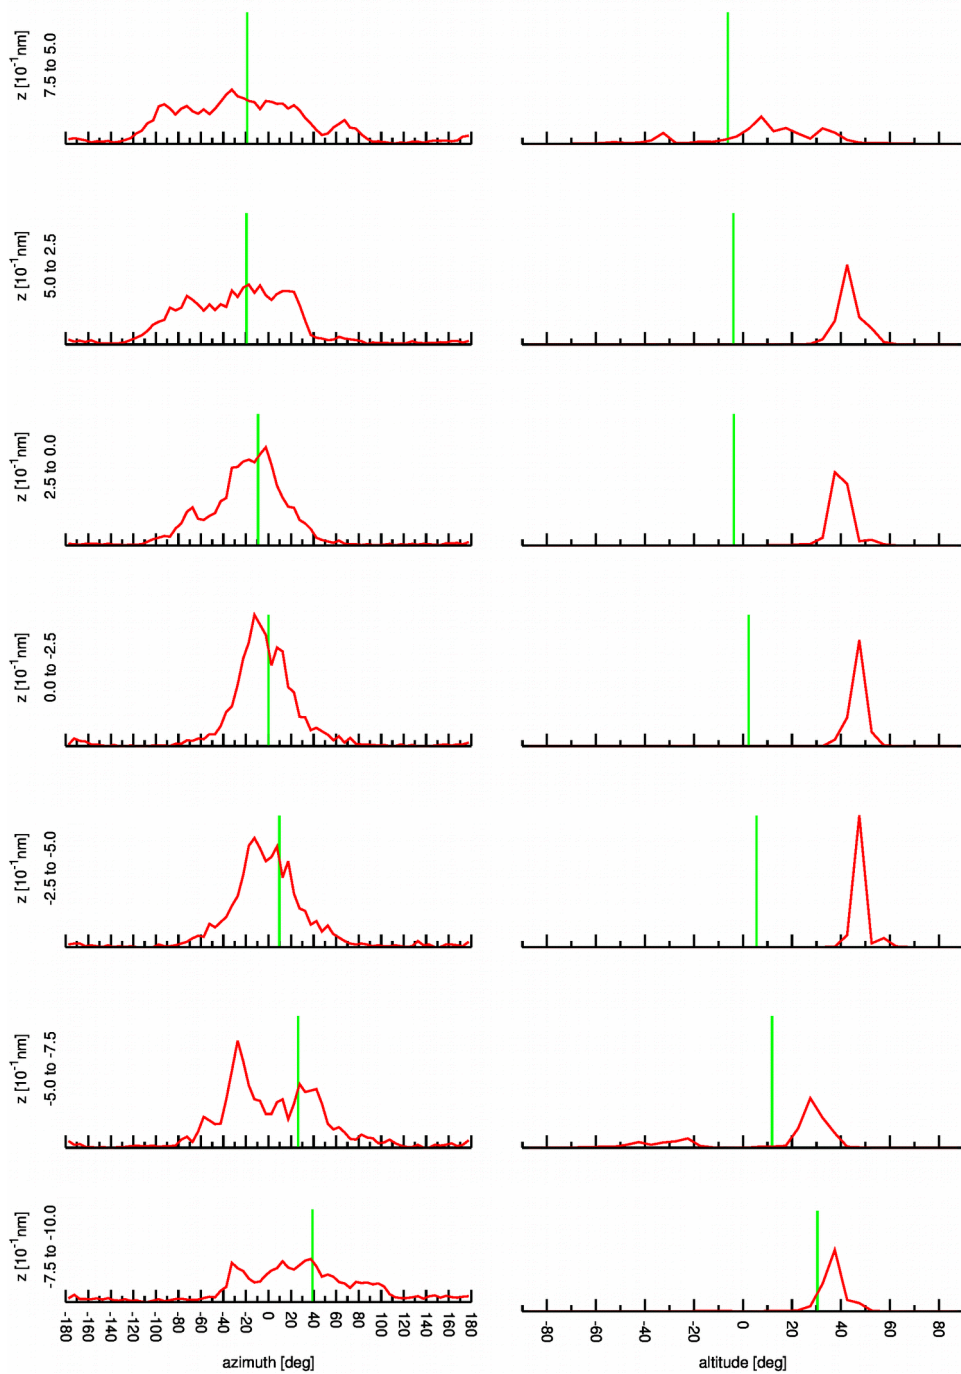 z [10⁻¹nm]
7.5 to 5.0
z [10⁻¹nm]
5.0 to 2.5
z [10⁻¹nm]
2.5 to 0.0
z [10⁻¹nm]
0.0 to -2.5
z [10⁻¹nm]
-2.5 to -5.0
z [10⁻¹nm]
-5.0 to -7.5
z [10⁻¹nm]
-7.5 to -10.0
-180 -160 -140 -120 -100 -80 -60 -40 -20 0 20 40 60 80 100 120 140 160 180
azimuth [deg]
-80 -60 -40 -20 0 20 40 60 80
altitude [deg]